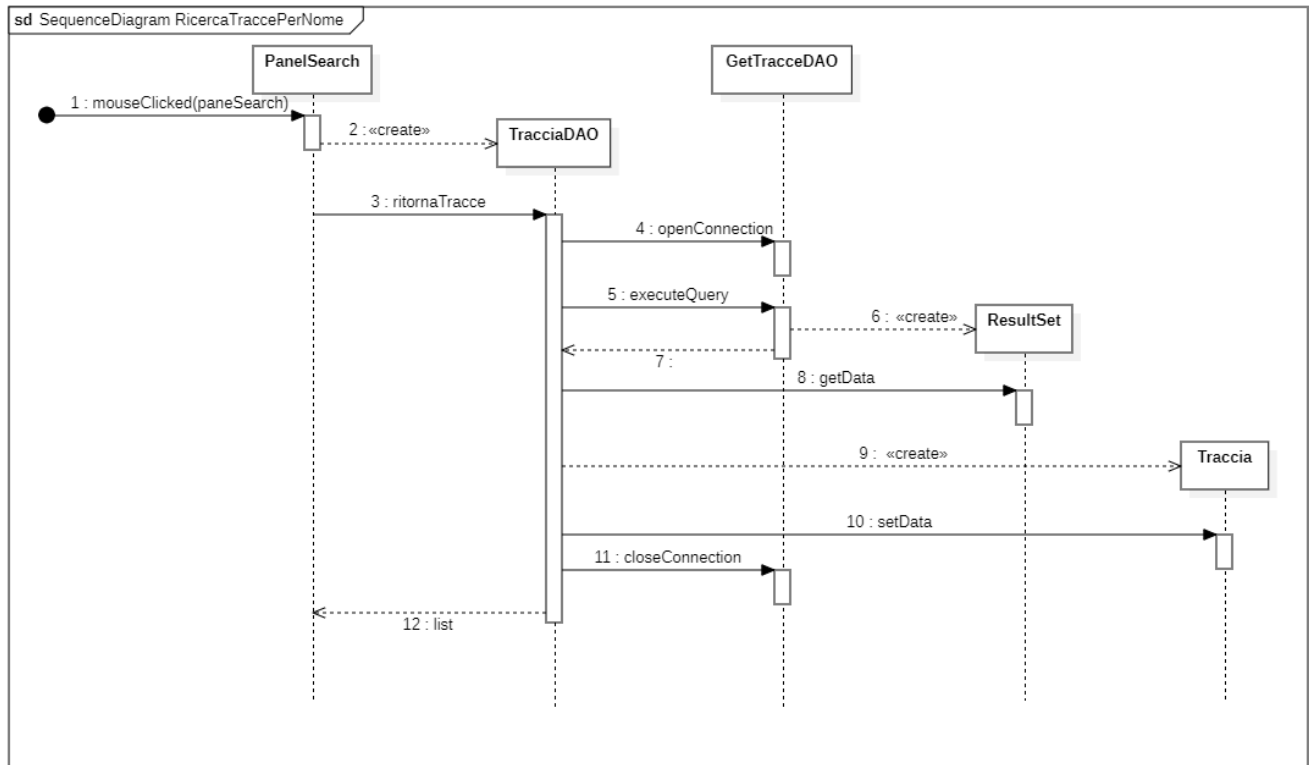 sd SequenceDiagram RicercaTraccePerNome
PanelSearch
GetTracceDAO
1 : mouseClicked(paneSearch)
2 : «create»
TracciaDAO
3 : ritornaTracce
4 : openConnection
5 : executeQuery
6 : «create»
ResultSet
7 :
8 : getData
9 : «create»
Traccia
10 : setData
11 : closeConnection
12 : list